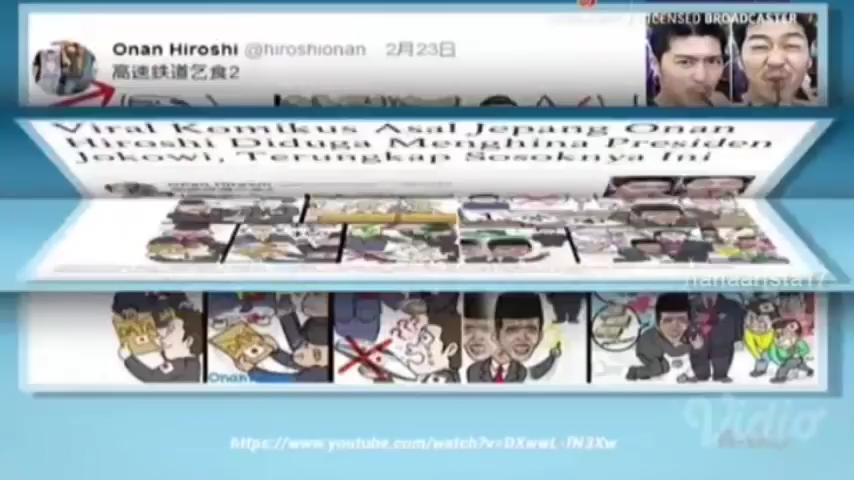 LICENSED BROADCASTER
Onan Hiroshi @hiroshionan 2月23日
高速鉄道乞食2
Viral Komikus Asal Jepang Onan
Hiroshi Diduga Menghina Presiden
Jokowi, Terungkap Sosoknya Ini
hanaarista17
Onan
Vidio
https://www.youtube.com/watch?v=DXwwL-fN3Xw